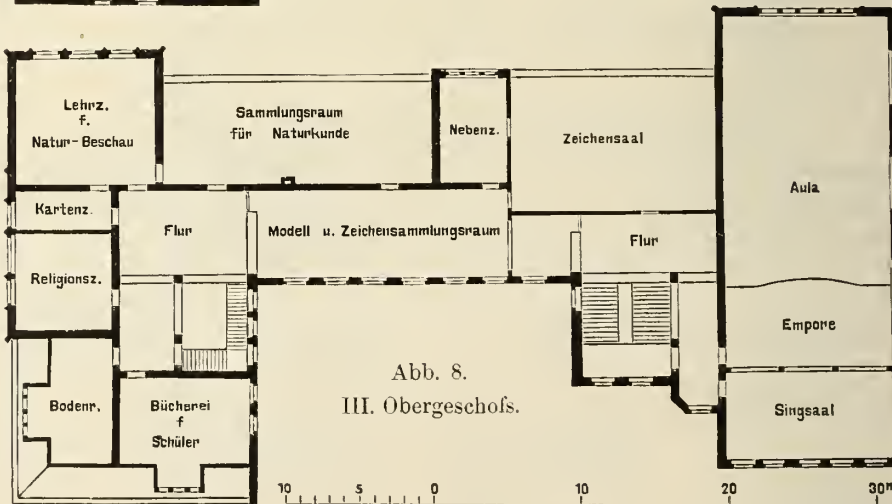 Lehrz.
f.
Natur-Beschau
Sammlungsraum
für Naturkunde
Nebenz.
Zeichensaal
Aula
Kartenz.
Flur
Modell u. Zeichensammlungsraum
Flur
Religionsz.
Empore
Bodenr.
Bücherei
f
Schüler
Singsaal
Abb. 8.
III. Obergeschofs.
10 5 0 10 20 30m